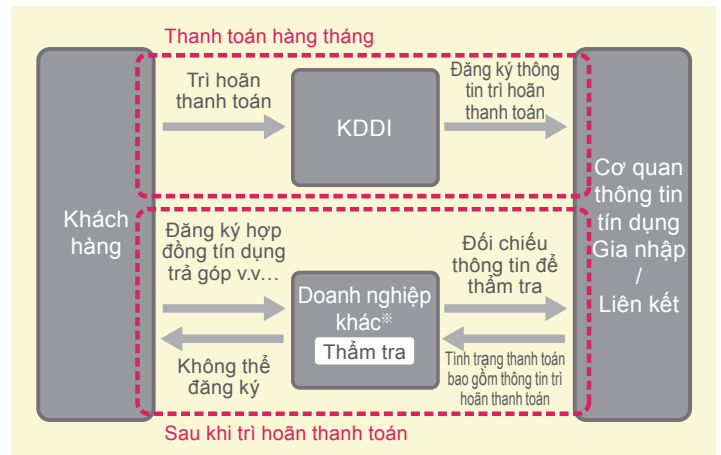 Thanh toán hàng tháng
Khách
hàng
Trì hoãn
thanh toán
KDDI
Đăng ký thông
tin trì hoãn
thanh toán
Cơ quan
thông tin
tín dụng
Gia nhập
/
Liên kết
Đăng ký hợp
đồng tín dụng
trả góp v.v…
Doanh nghiệp
khác※
Thẩm tra
Đối chiếu
thông tin để
thẩm tra
Không thể
đăng ký
Tình trạng thanh toán
bao gồm thông tin trì
hoãn thanh toán
Sau khi trì hoãn thanh toán